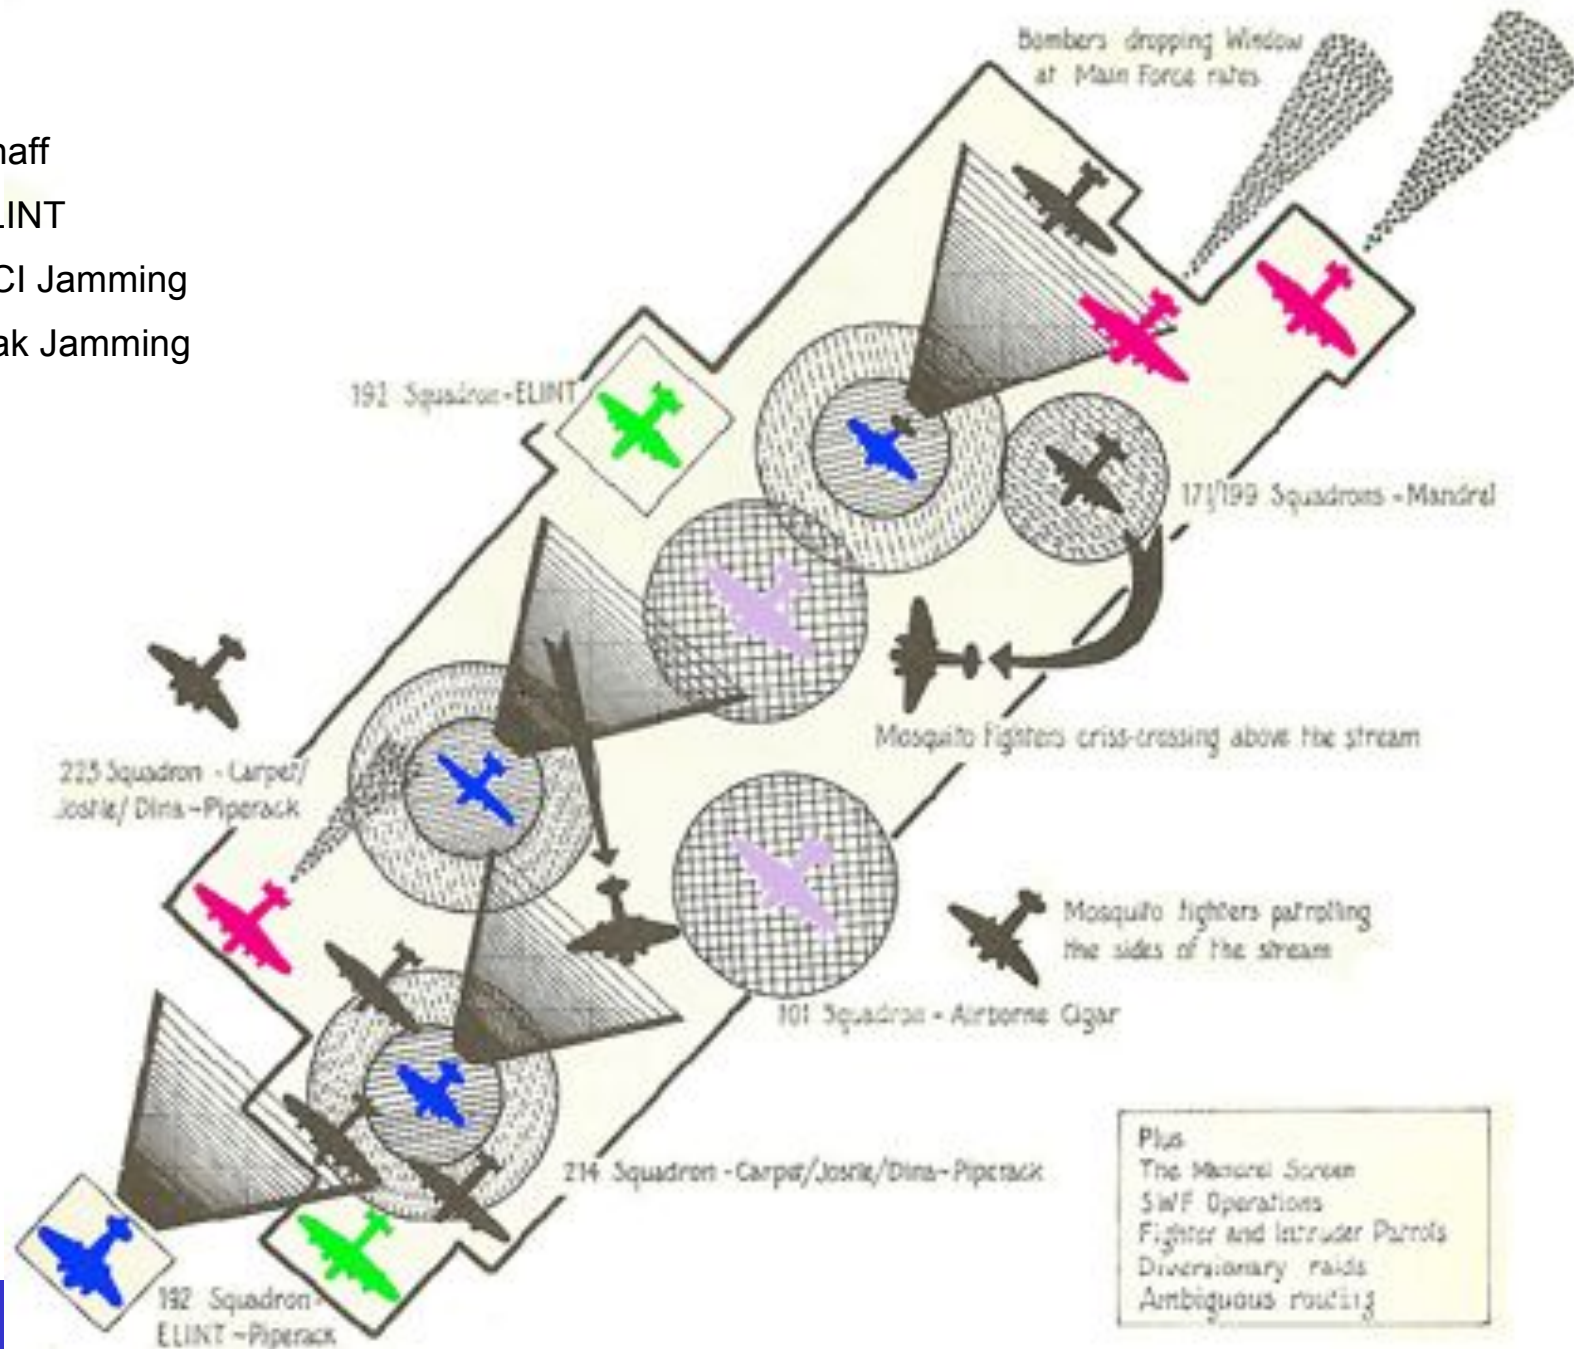 Bombers dropping Window
at Main Force rates
haff
LINT
CI Jamming
ak Jamming
192 Squadron-ELINT
171/199 Squadrons-Mandrel
Mosquito fighters criss-crossing above the stream
223 Squadron - Carpet/
Jostle/ Dina-Piperack
Mosquito fighters patrolling
the sides of the stream
101 Squadron - Airborne Cigar
214 Squadron -Carpet/Jostle/Dina-Piperack
Plus
The Mandrel Screen
SWF Operations
Fighter and Intruder Patrols
Diversionary raids
Ambiguous routing
192 Squadron-
ELINT-Piperack